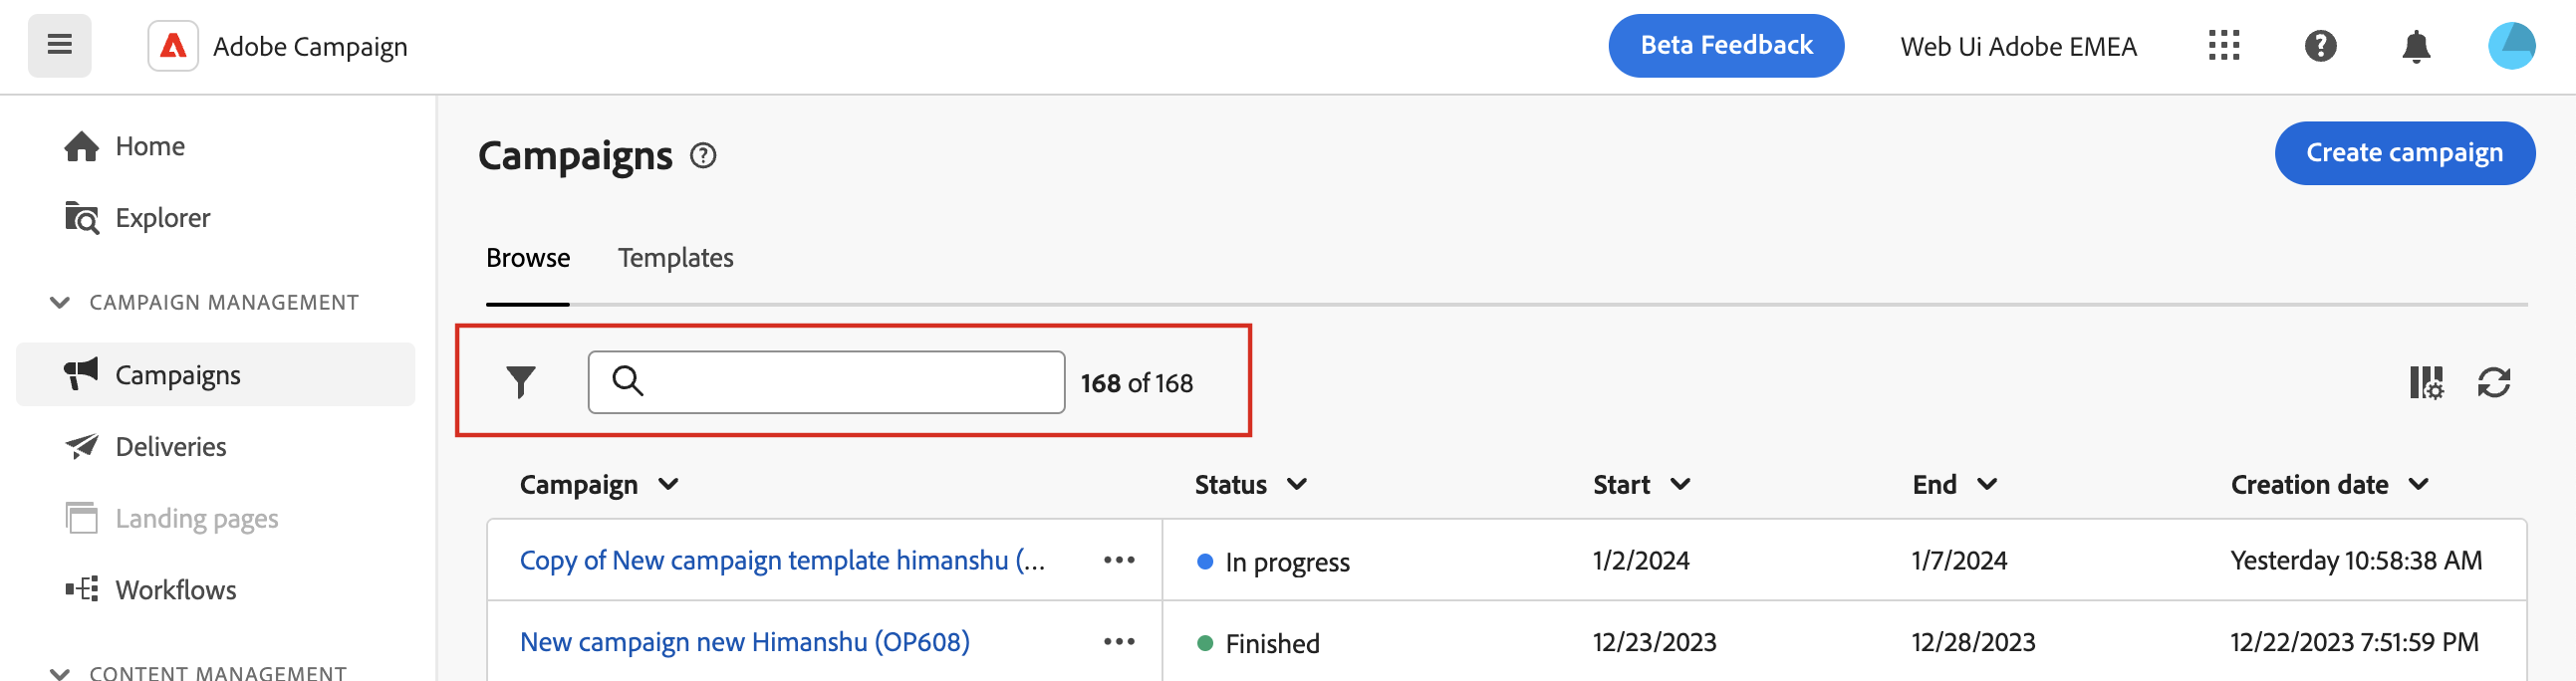 Adobe Campaign
Beta Feedback
Web Ui Adobe EMEA
Home
Explorer
CAMPAIGN MANAGEMENT
Campaigns
Deliveries
Landing pages
Workflows
CONTENT MANAGEMENT
Campaigns
Create campaign
Browse Templates
168 of 168
Campaign Status Start End Creation date
Copy of New campaign template himanshu (... In progress 1/2/2024 1/7/2024 Yesterday 10:58:38 AM
New campaign new Himanshu (OP608) Finished 12/23/2023 12/28/2023 12/22/2023 7:51:59 PM